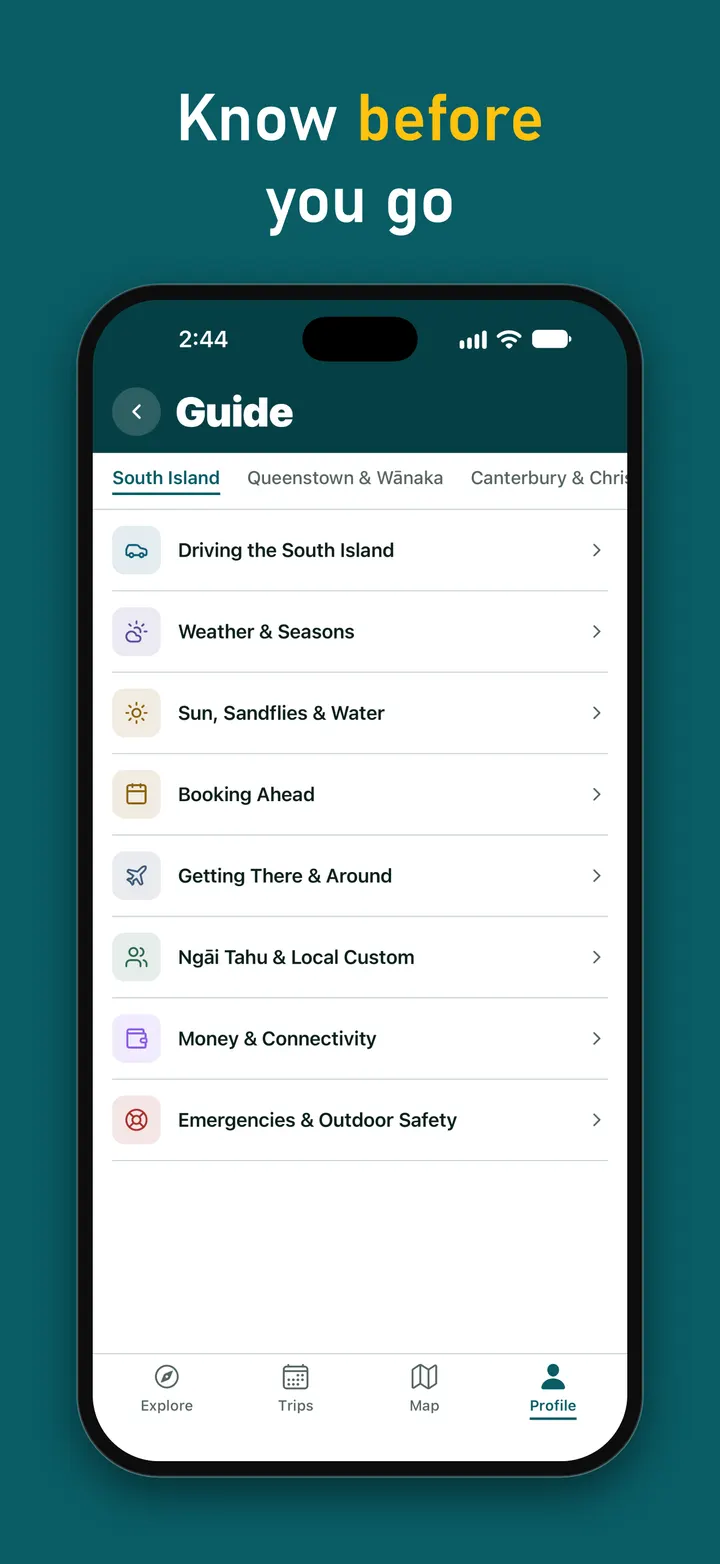 Know before
you go
2:44
Guide
South Island Queenstown & Wānaka Canterbury & Chris
Driving the South Island
Weather & Seasons
Sun, Sandflies & Water
Booking Ahead
Getting There & Around
Ngāi Tahu & Local Custom
Money & Connectivity
Emergencies & Outdoor Safety
Explore Trips Map Profile